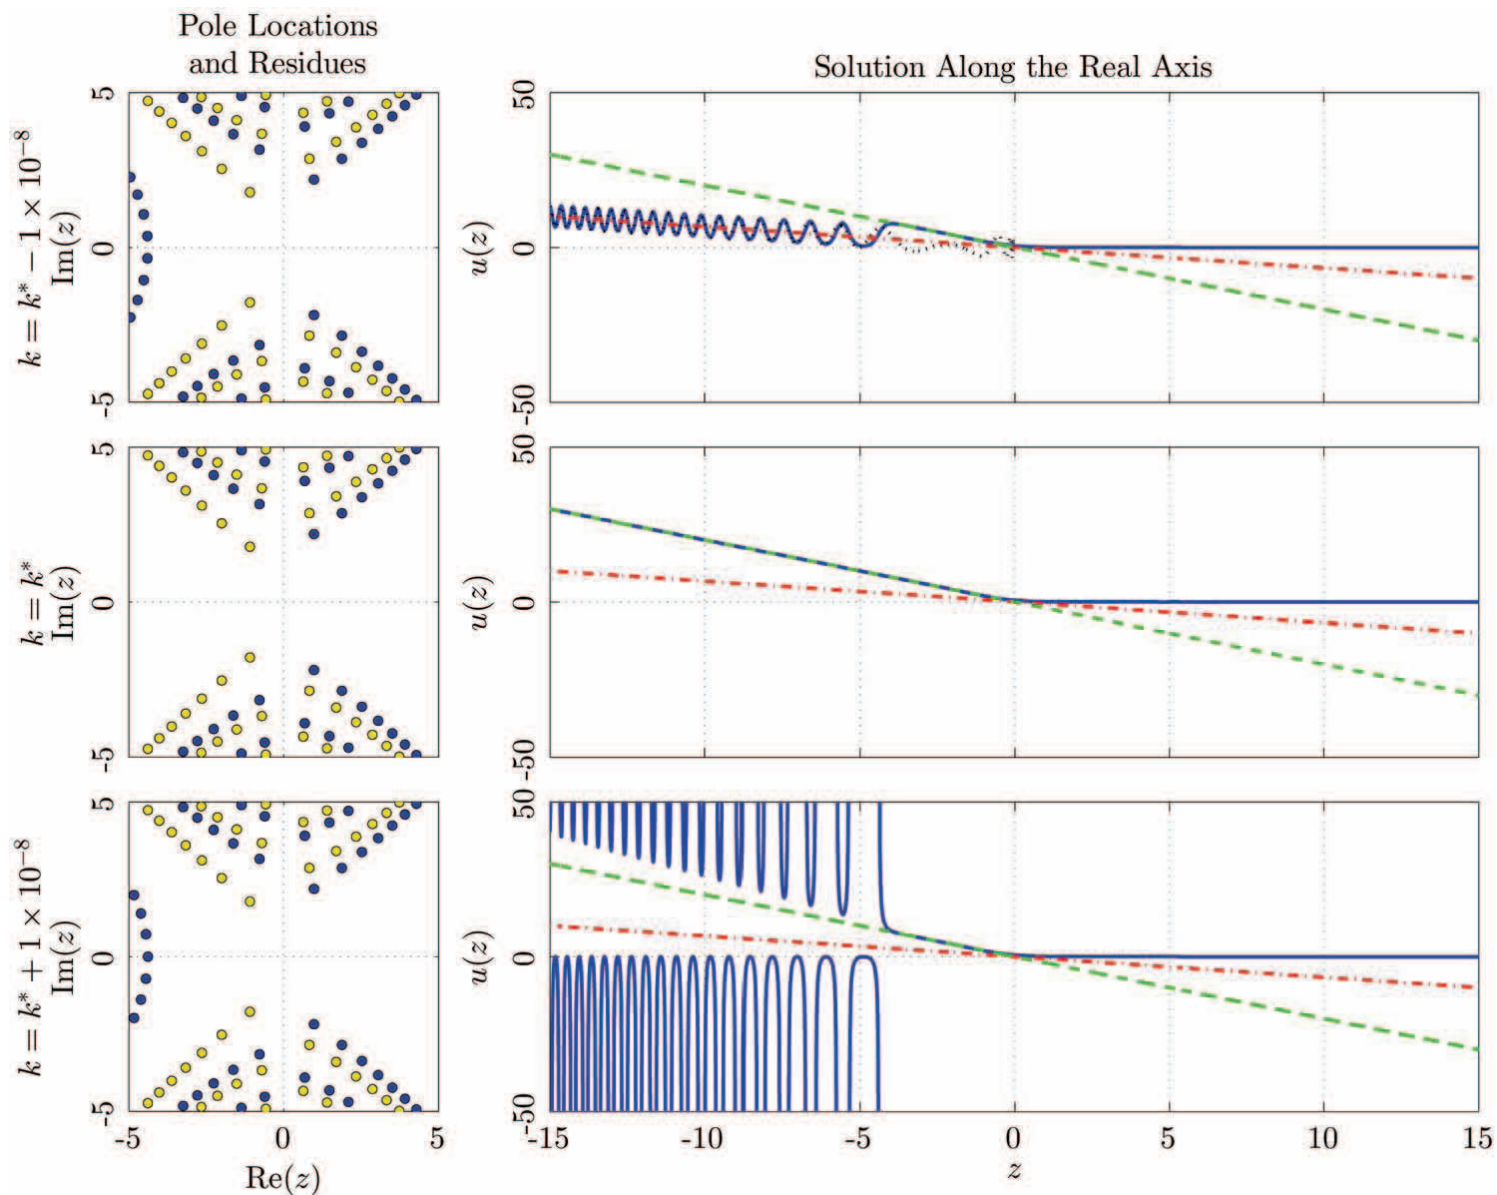 Pole Locations
and Residues
Solution Along the Real Axis
k = k* − 1 × 10⁻⁸
Im(z)
5
0
-5
u(z)
50
0
-50
k = k*
Im(z)
5
0
-5
u(z)
50
0
-50
k = k* + 1 × 10⁻⁸
Im(z)
5
0
-5
u(z)
50
0
-50
-5 0 5
Re(z)
-15 -10 -5 0 5 10 15
z